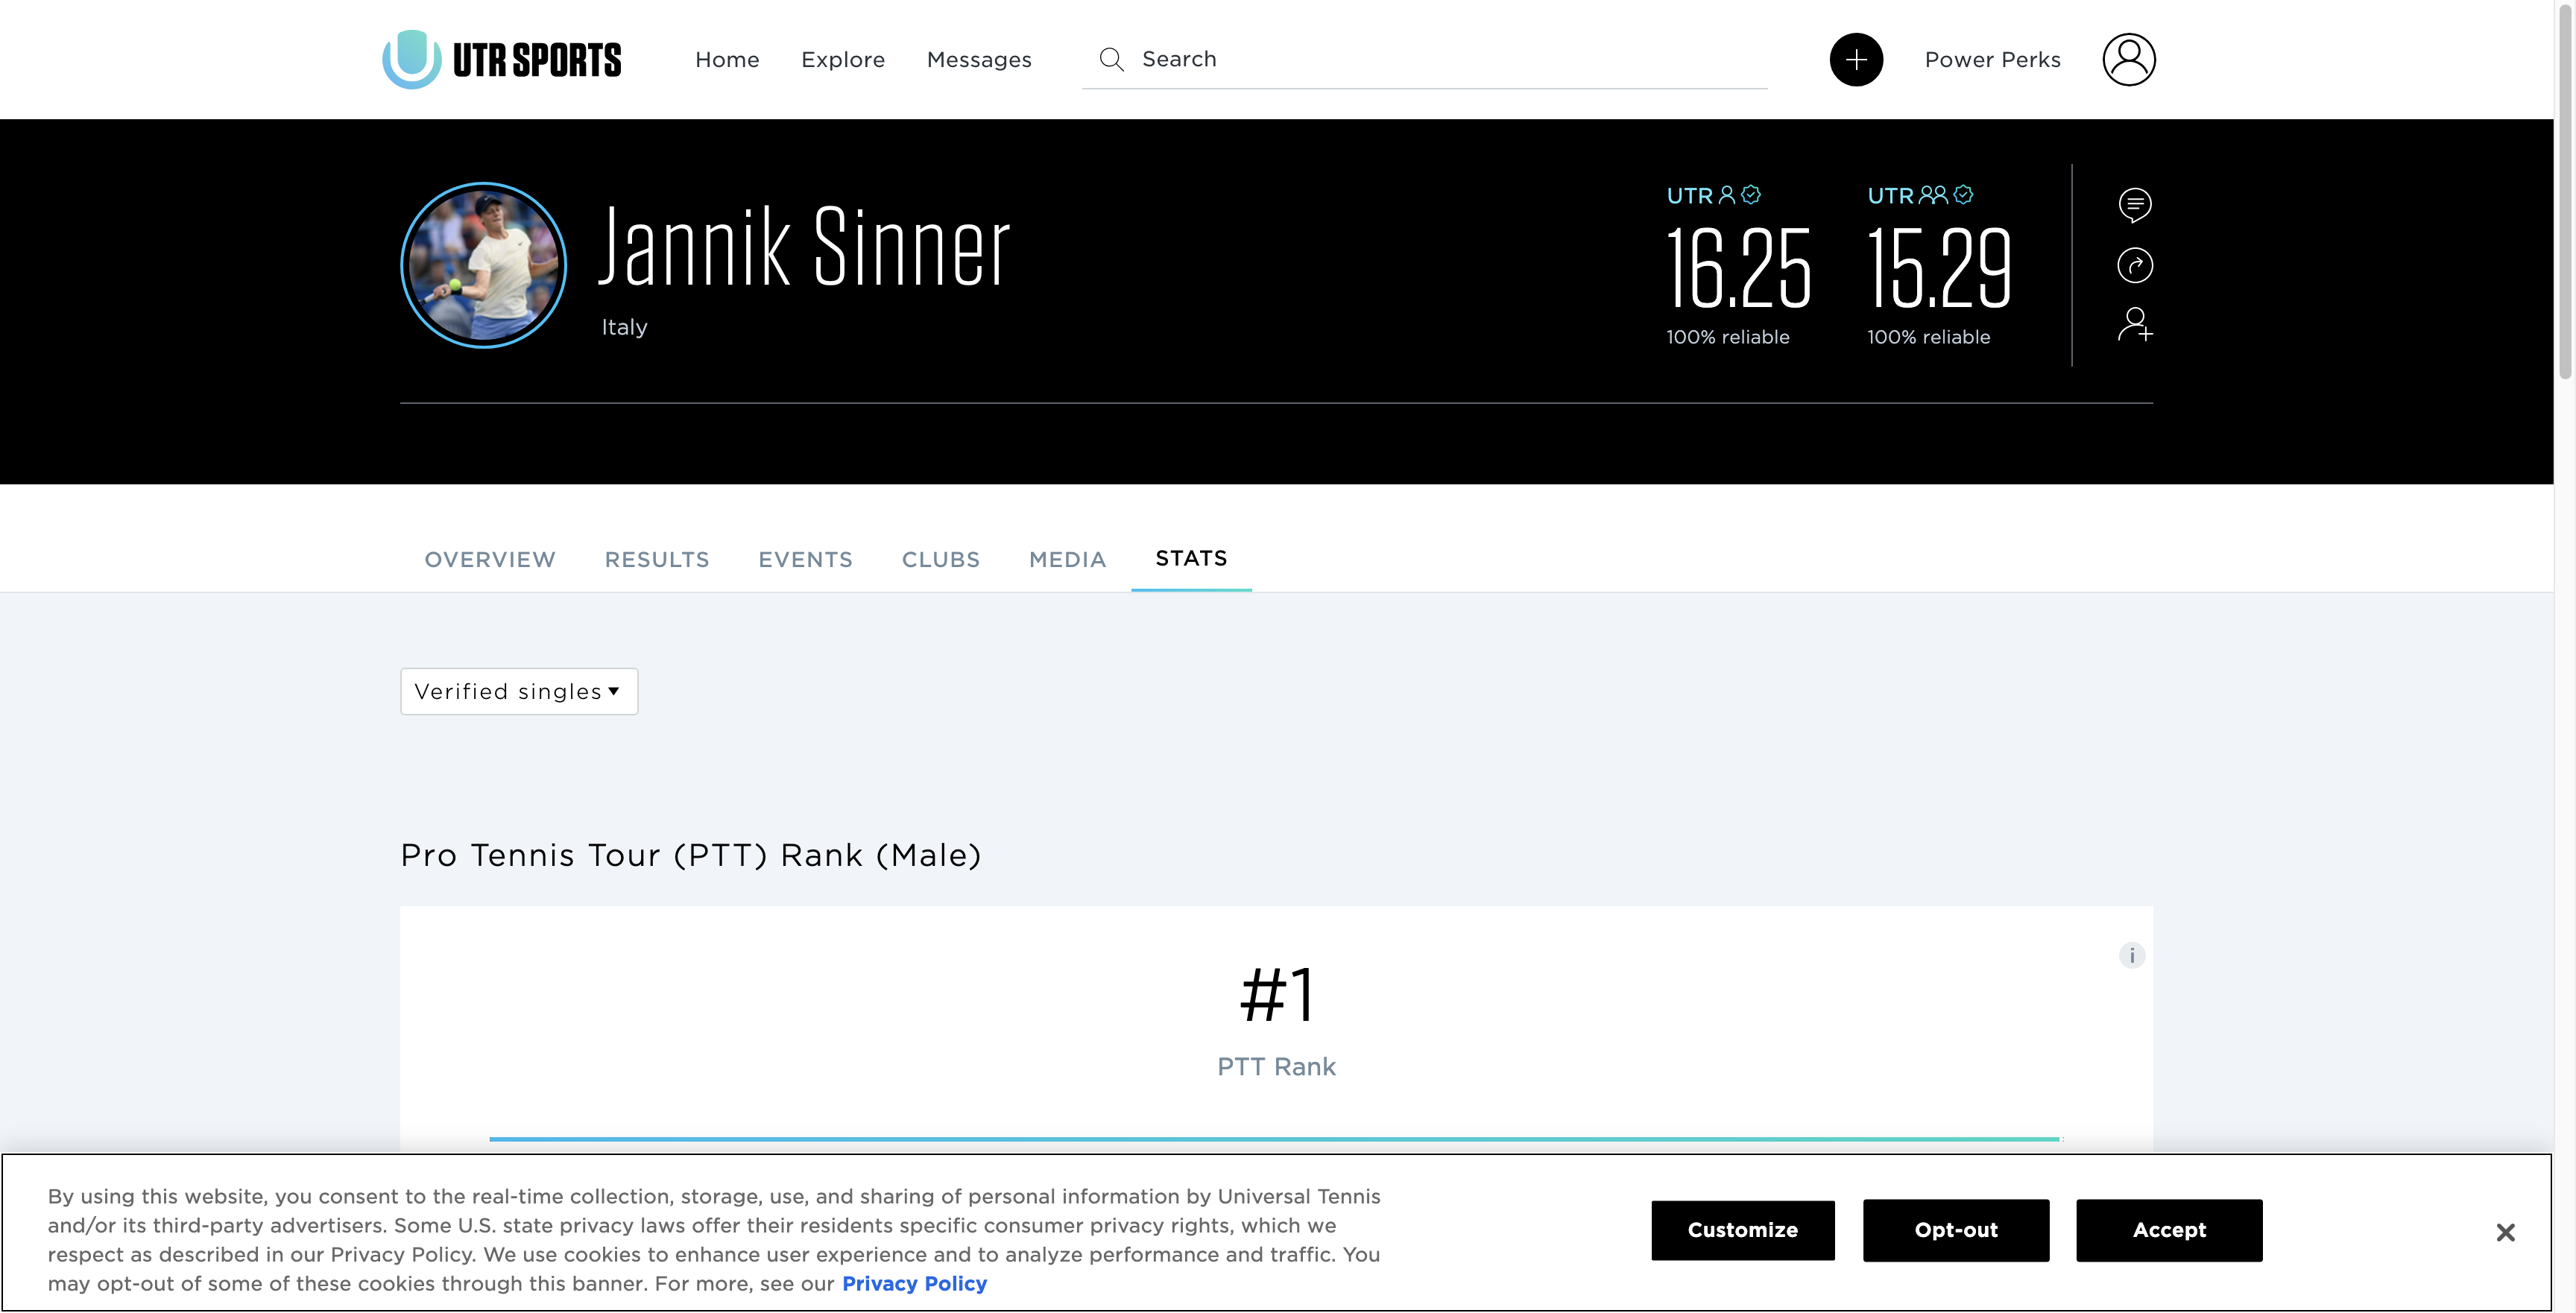 UTR SPORTS
Home
Explore
Messages
Search
Power Perks
Jannik Sinner
Italy
UTR
16.25
100% reliable
UTR
15.29
100% reliable
OVERVIEW
RESULTS
EVENTS
CLUBS
MEDIA
STATS
Verified singles
Pro Tennis Tour (PTT) Rank (Male)
i
#1
PTT Rank
By using this website, you consent to the real-time collection, storage, use, and sharing of personal information by Universal Tennis
and/or its third-party advertisers. Some U.S. state privacy laws offer their residents specific consumer privacy rights, which we
respect as described in our Privacy Policy. We use cookies to enhance user experience and to analyze performance and traffic. You
may opt-out of some of these cookies through this banner. For more, see our Privacy Policy
Customize
Opt-out
Accept